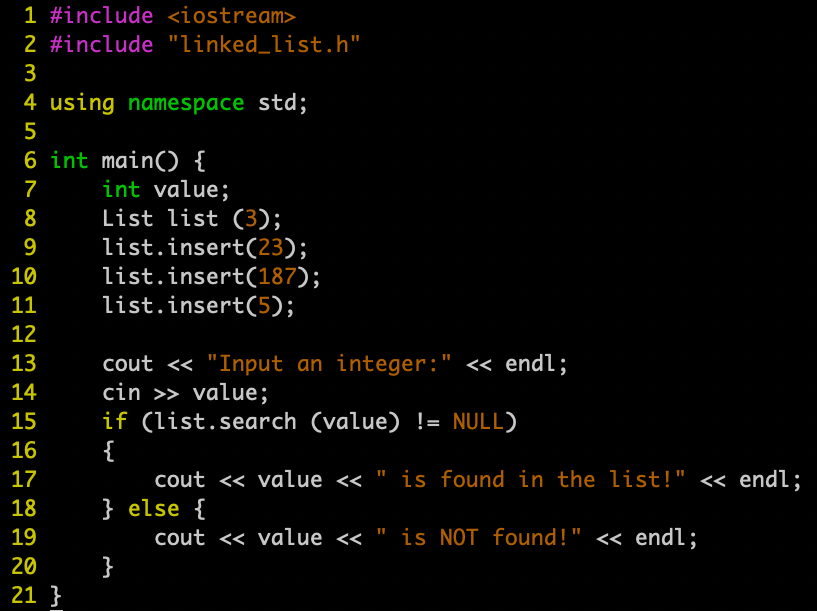 1 #include <iostream>
2 #include "linked_list.h"
3
4 using namespace std;
5
6 int main() {
7     int value;
8     List list (3);
9     list.insert(23);
10     list.insert(187);
11     list.insert(5);
12
13     cout << "Input an integer:" << endl;
14     cin >> value;
15     if (list.search (value) != NULL)
16     {
17         cout << value << " is found in the list!" << endl;
18     } else {
19         cout << value << " is NOT found!" << endl;
20     }
21 }